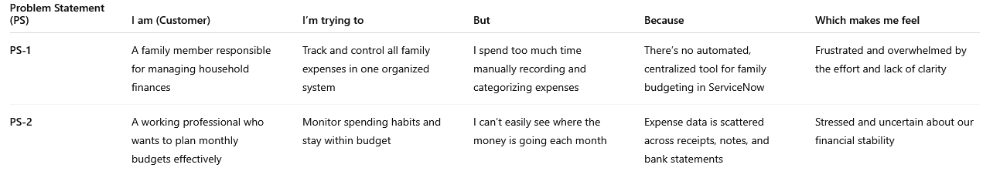 Problem Statement
(PS)
I am (Customer)
I’m trying to
But
Because
Which makes me feel
PS-1
A family member responsible
for managing household
finances
Track and control all family
expenses in one organized
system
I spend too much time
manually recording and
categorizing expenses
There’s no automated,
centralized tool for family
budgeting in ServiceNow
Frustrated and overwhelmed by
the effort and lack of clarity
PS-2
A working professional who
wants to plan monthly
budgets effectively
Monitor spending habits and
stay within budget
I can’t easily see where the
money is going each month
Expense data is scattered
across receipts, notes, and
bank statements
Stressed and uncertain about our
financial stability